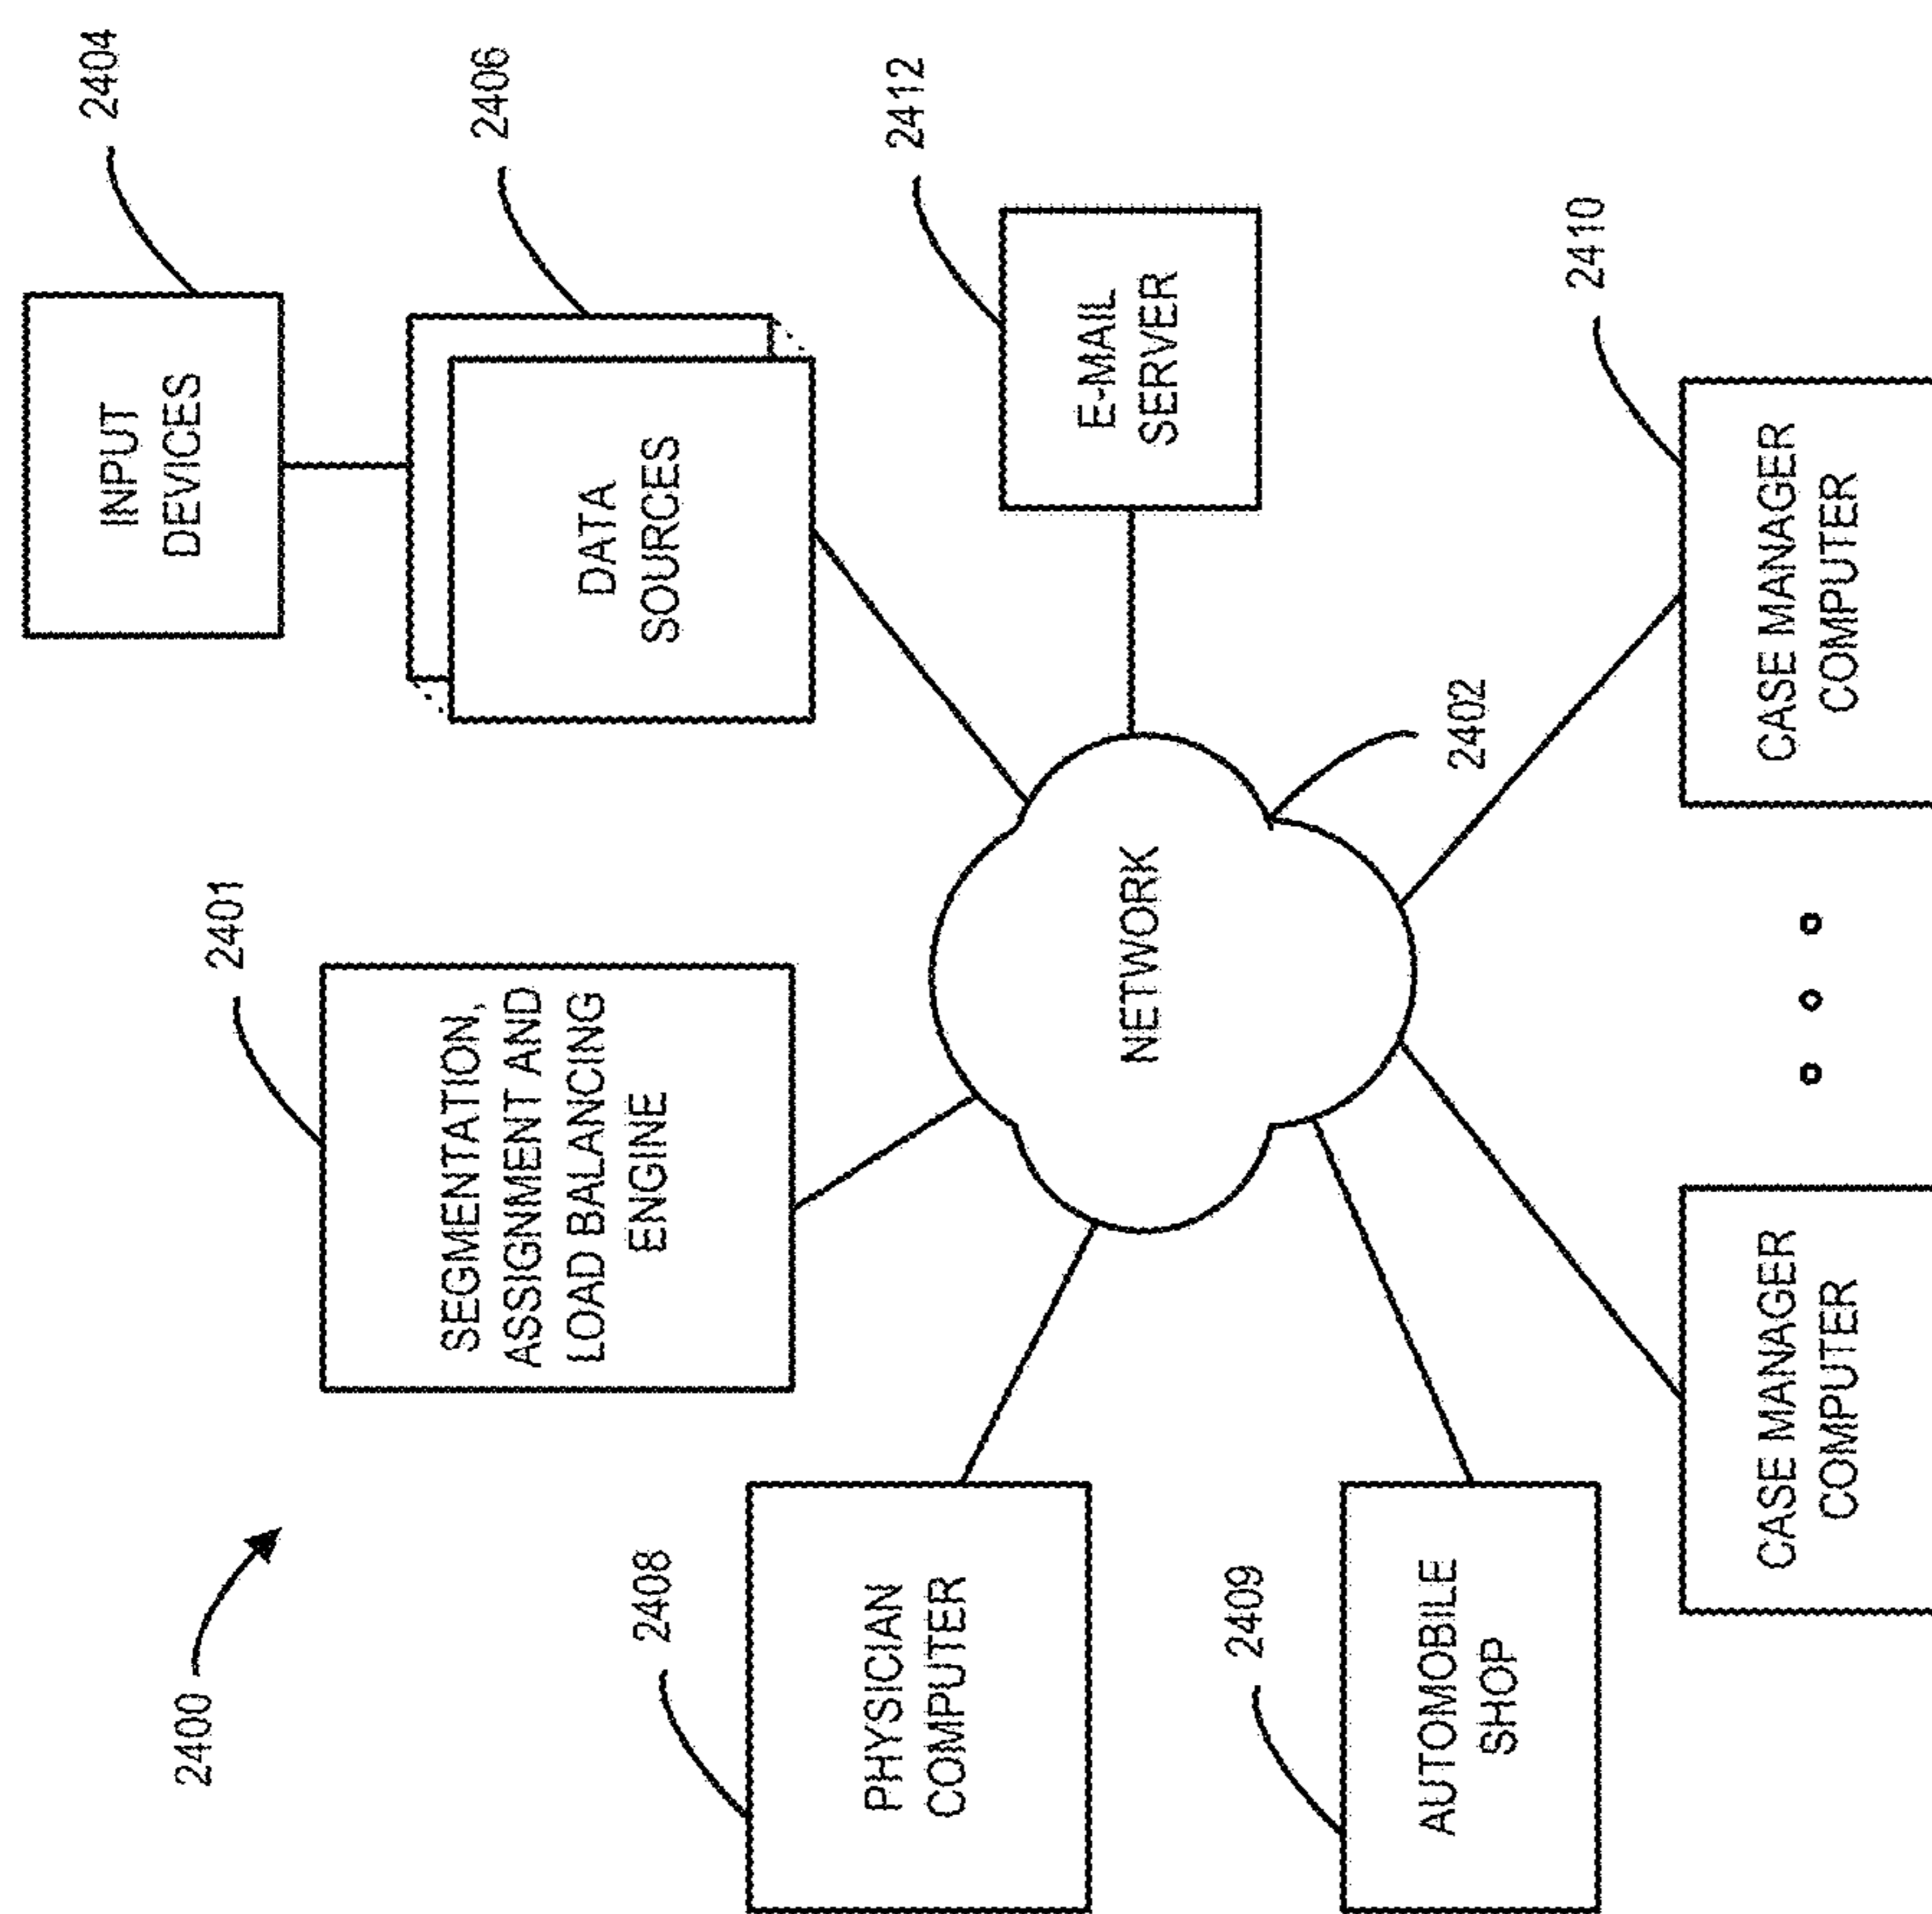 2400
2401
SEGMENTATION,
ASSIGNMENT AND
LOAD BALANCING
ENGINE
2404
INPUT
DEVICES
2406
DATA
SOURCES
2408
PHYSICIAN
COMPUTER
NETWORK
2402
2412
E-MAIL
SERVER
2409
AUTOMOBILE
SHOP
CASE MANAGER
COMPUTER
2410
CASE MANAGER
COMPUTER